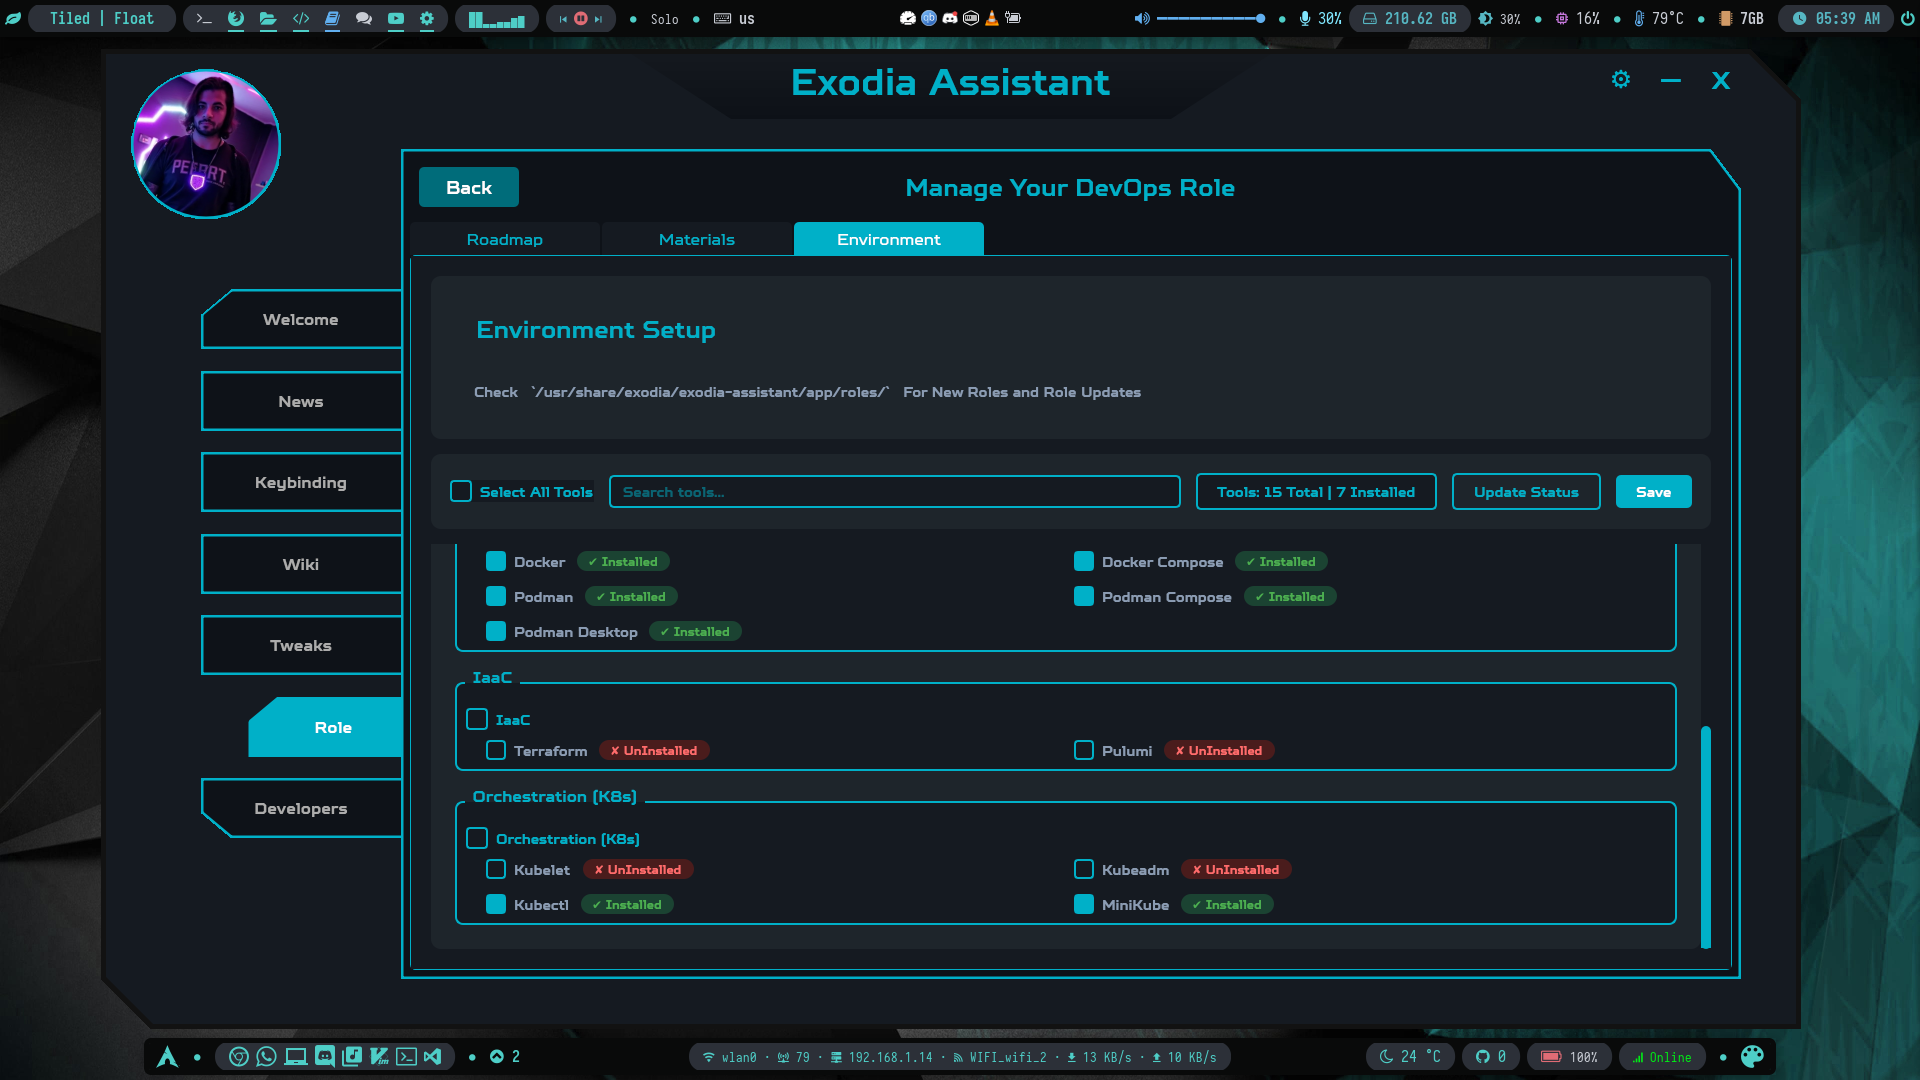 Tiled | Float
Solo
us
30%
210.62 GB
30%
16%
79°C
7GB
05:39 AM
Exodia Assistant
X
Back
Manage Your DevOps Role
Roadmap
Materials
Environment
Welcome
News
Keybinding
Wiki
Tweaks
Role
Developers
Environment Setup
Check `/usr/share/exodia/exodia-assistant/app/roles/` For New Roles and Role Updates
Select All Tools
Search tools...
Tools: 15 Total | 7 Installed
Update Status
Save
Docker ✓ Installed
Docker Compose ✓ Installed
Podman ✓ Installed
Podman Compose ✓ Installed
Podman Desktop ✓ Installed
IaaC
IaaC
Terraform ✗ UnInstalled
Pulumi ✗ UnInstalled
Orchestration (K8s)
Orchestration (K8s)
Kubelet ✗ UnInstalled
Kubeadm ✗ UnInstalled
Kubectl ✓ Installed
MiniKube ✓ Installed
2
wlan0 · 79 · 192.168.1.14 · WIFI_wifi_2 · 13 KB/s · 10 KB/s
24 °C
0
100%
Online